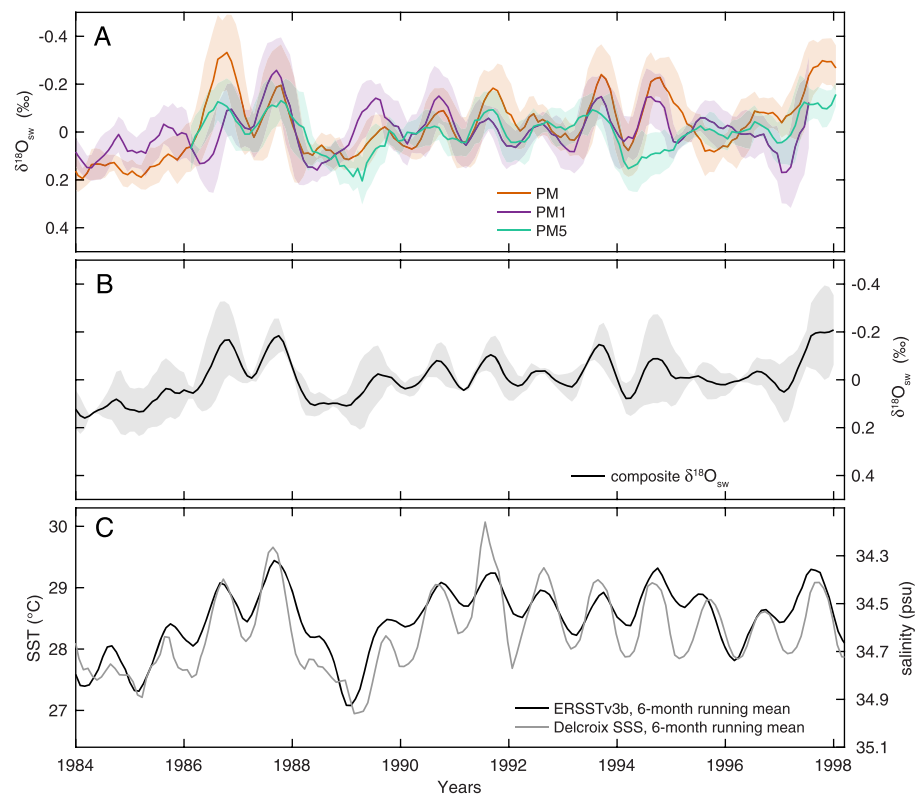 A
-0.4
-0.2
0
0.2
0.4
δ¹⁸Osw (‰)
PM
PM1
PM5
B
-0.4
-0.2
0
0.2
0.4
δ¹⁸Osw (‰)
composite δ¹⁸Osw
C
30
29
28
27
SST (°C)
34.3
34.5
34.7
34.9
35.1
salinity (psu)
ERSSTv3b, 6-month running mean
Delcroix SSS, 6-month running mean
1984 1986 1988 1990 1992 1994 1996 1998
Years